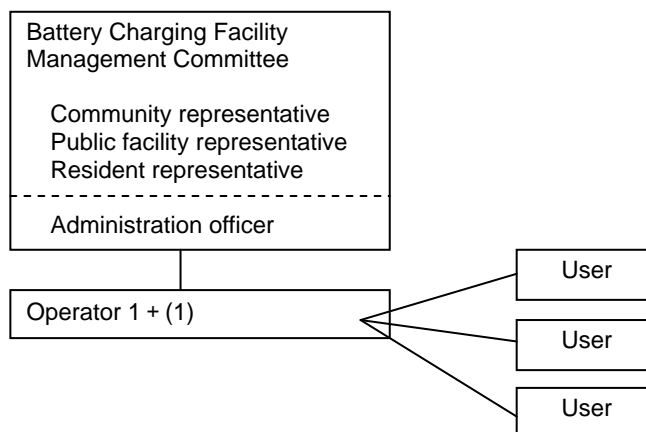 Battery Charging Facility
Management Committee
Community representative
Public facility representative
Resident representative
Administration officer
Operator 1 + (1)
User
User
User